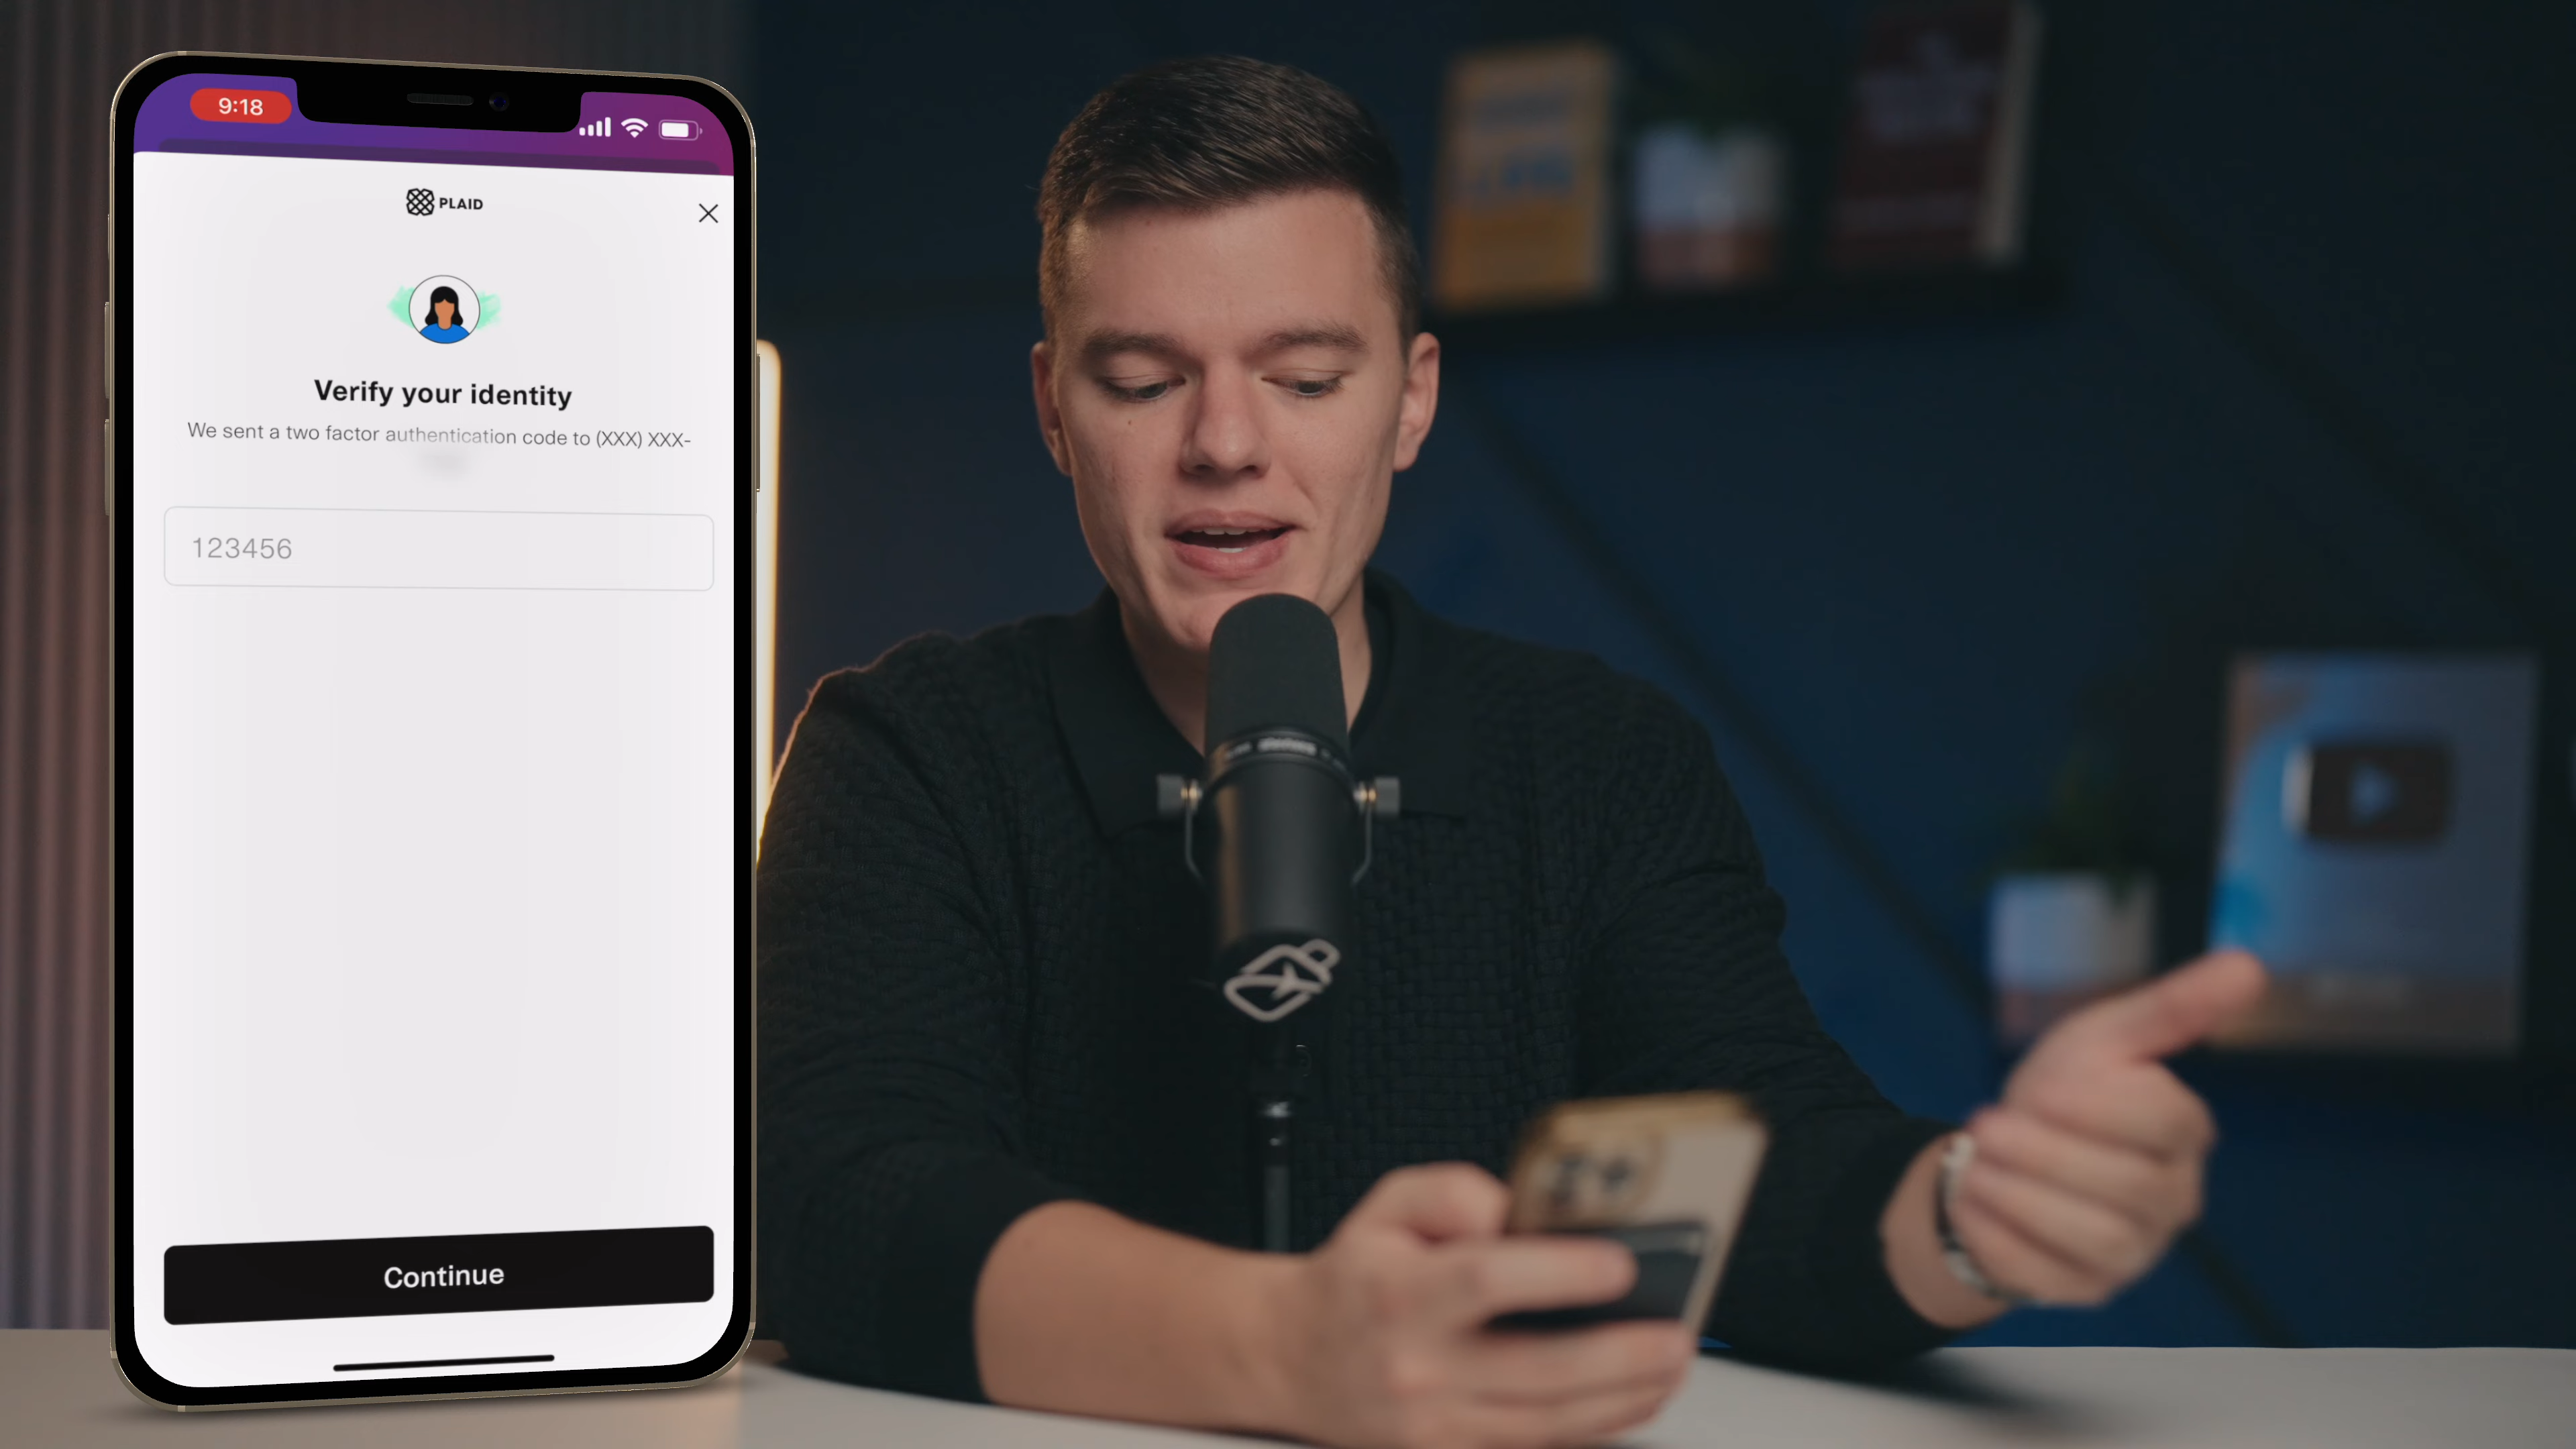 9:18
PLAID
Verify your identity
We sent a two factor authentication code to (XXX) XXX-
123456
Continue